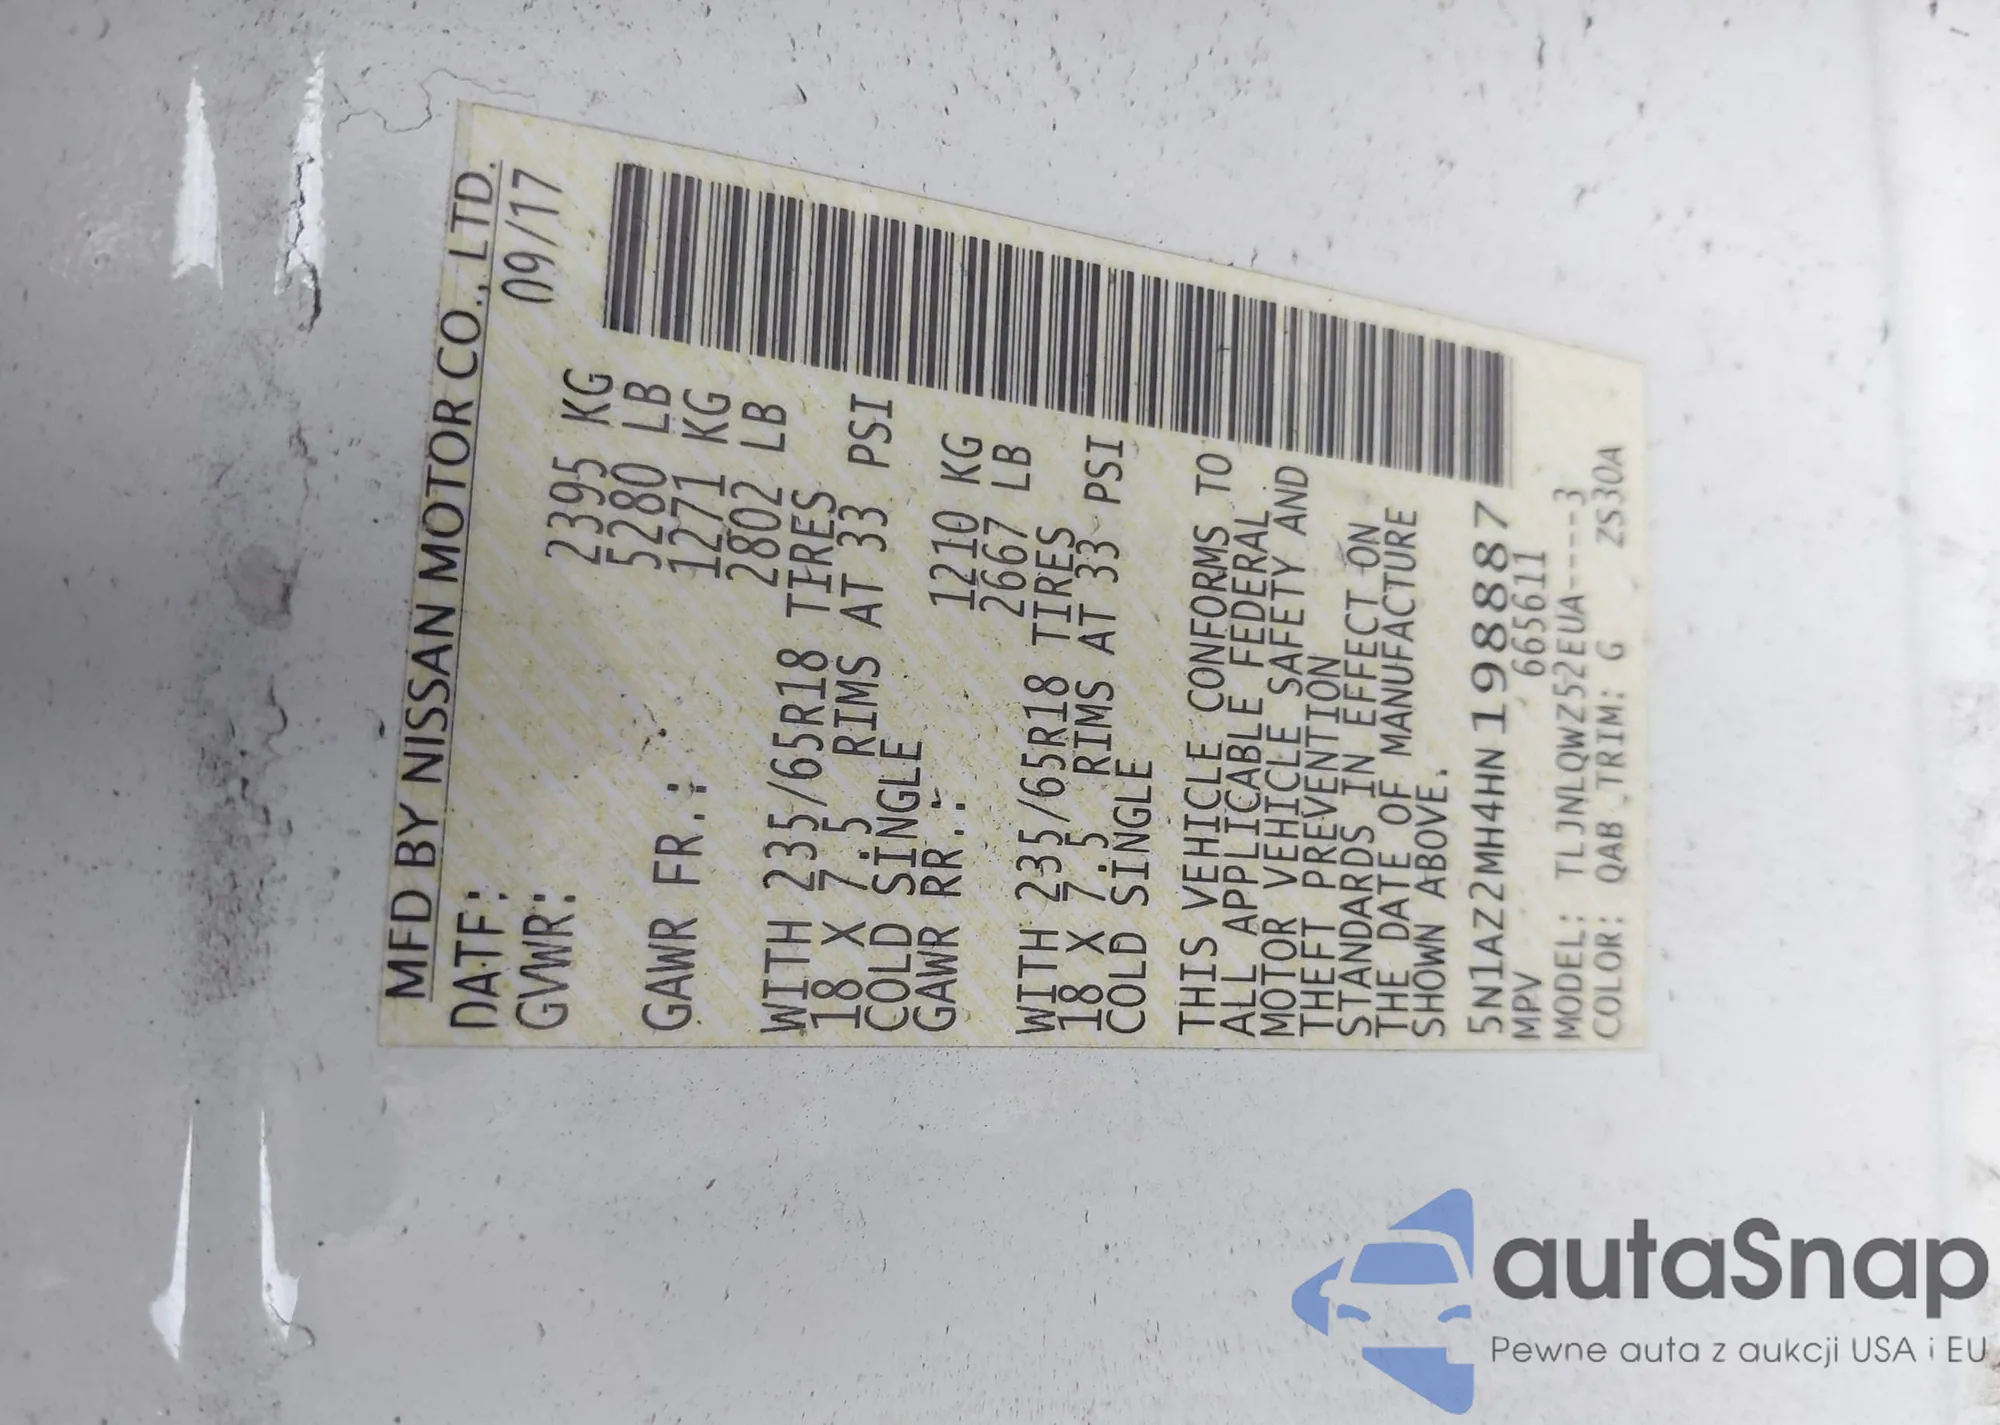 MFD BY NISSAN MOTOR CO., LTD.
DATE: 09/17
GVWR: 2395 KG
5280 LB
GAWR FR.: 1271 KG
2802 LB
WITH 235/65R18 TIRES
18 X 7.5 RIMS AT 33 PSI
COLD SINGLE
GAWR RR.: 1210 KG
2667 LB
WITH 235/65R18 TIRES
18 X 7.5 RIMS AT 33 PSI
COLD SINGLE
THIS VEHICLE CONFORMS TO
ALL APPLICABLE FEDERAL
MOTOR VEHICLE SAFETY AND
THEFT PREVENTION
STANDARDS IN EFFECT ON
THE DATE OF MANUFACTURE
SHOWN ABOVE.
5N1AZ2MH4HN198887
MPV 665611
MODEL: TLJNLQWZ52EUA----3
COLOR: QAB TRIM: G ZS30A
autaSnap
Pewne auta z aukcji USA i EU